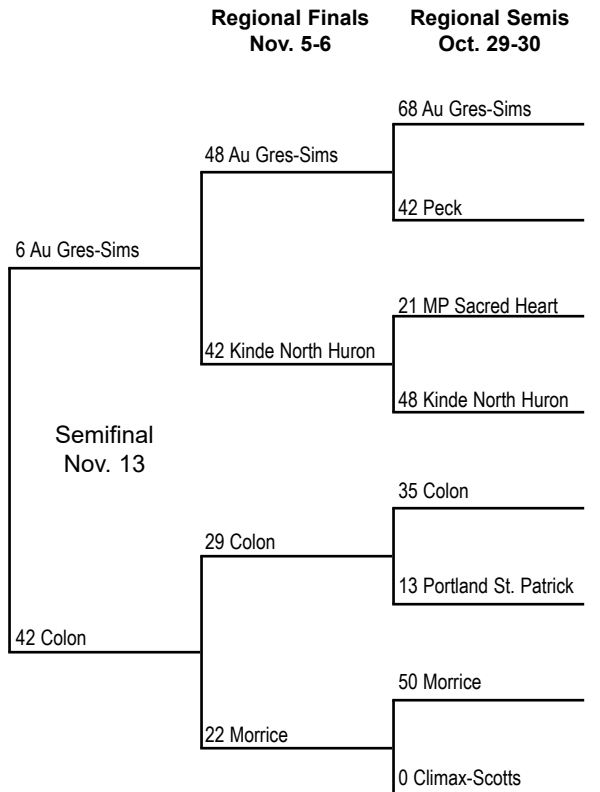 Regional Finals
Nov. 5-6
Regional Semis
Oct. 29-30
68 Au Gres-Sims
48 Au Gres-Sims
42 Peck
6 Au Gres-Sims
21 MP Sacred Heart
42 Kinde North Huron
48 Kinde North Huron
Semifinal
Nov. 13
35 Colon
29 Colon
13 Portland St. Patrick
42 Colon
50 Morrice
22 Morrice
0 Climax-Scotts